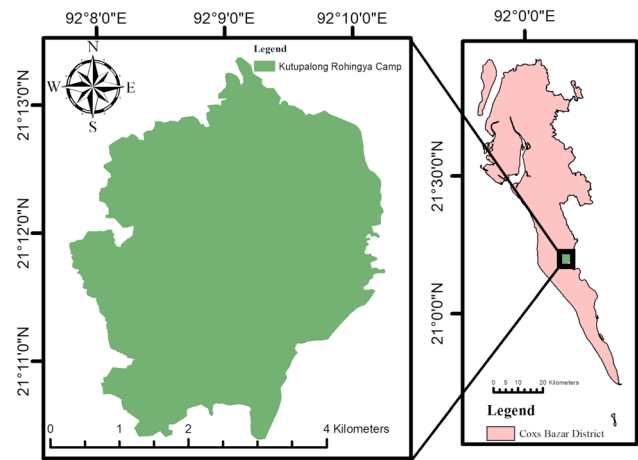 92°8'0"E 92°9'0"E 92°10'0"E
N
W E
S
Legend
Kutupalong Rohingya Camp
21°13'0"N
21°12'0"N
21°11'0"N
0 1 2 4 Kilometers
92°0'0"E
21°30'0"N
21°0'0"N
0 5 10 20 Kilometers
Legend
Coxs Bazar District